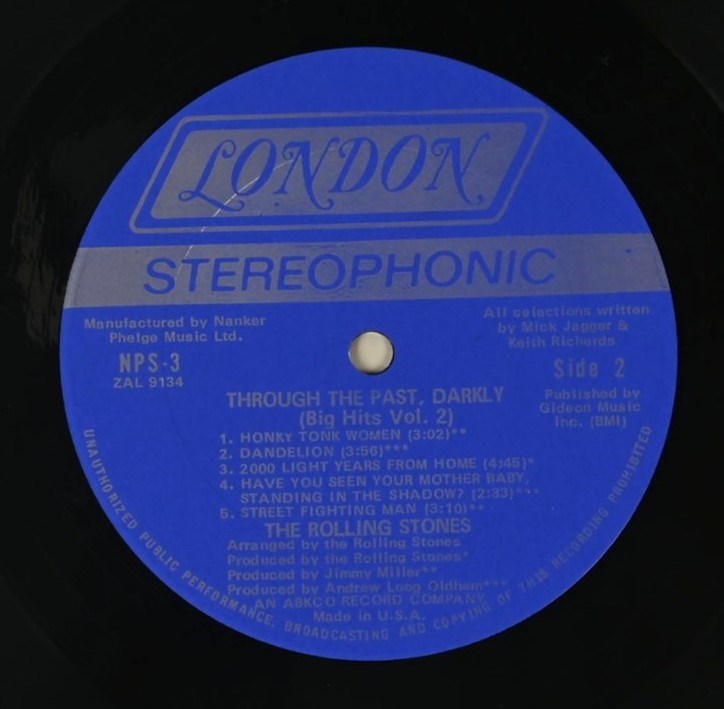 LONDON
STEREOPHONIC
Manufactured by Nanker
Phelge Music Ltd.
NPS-3
ZAL 9134
All selections written
by Mick Jagger &
Keith Richards
Side 2
Published by
Gideon Music
Inc. (BMI)
THROUGH THE PAST, DARKLY
(Big Hits Vol. 2)
1. HONKY TONK WOMEN (3:02)**
2. DANDELION (3:56)***
3. 2000 LIGHT YEARS FROM HOME (4:45)*
4. HAVE YOU SEEN YOUR MOTHER BABY,
STANDING IN THE SHADOW? (2:33)***
5. STREET FIGHTING MAN (3:10)**
THE ROLLING STONES
Arranged by the Rolling Stones
Produced by the Rolling Stones*
Produced by Jimmy Miller**
Produced by Andrew Loog Oldham***
AN ABKCO RECORD COMPANY
Made in U.S.A.
UNAUTHORIZED PUBLIC PERFORMANCE, BROADCASTING AND COPYING OF THIS RECORDING PROHIBITED